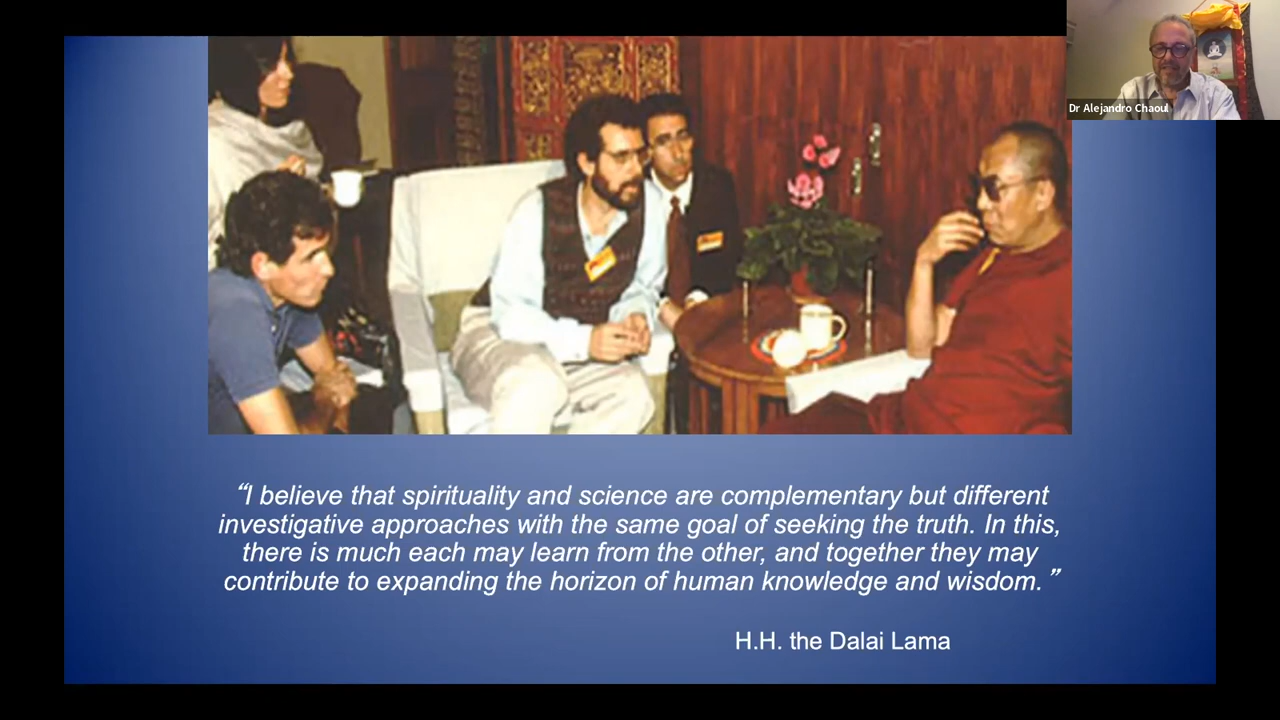 Dr Alejandro Chaoul
“I believe that spirituality and science are complementary but different
investigative approaches with the same goal of seeking the truth. In this,
there is much each may learn from the other, and together they may
contribute to expanding the horizon of human knowledge and wisdom. ”
H.H. the Dalai Lama